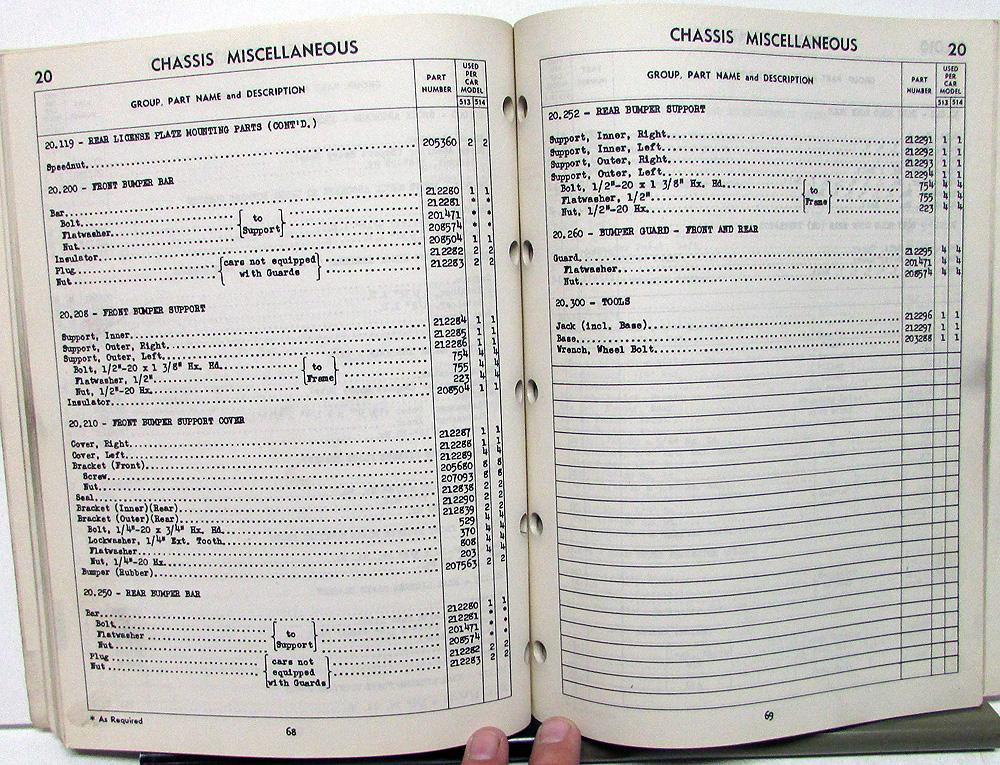 20
CHASSIS MISCELLANEOUS
GROUP, PART NAME and DESCRIPTION
PART NUMBER
USED PER CAR MODEL
513 514
20.119 - REAR LICENSE PLATE MOUNTING PARTS (CONT'D.)
Speednut 205360 2 2
20.200 - FRONT BUMPER BAR
Bar 212280 1 1
Bolt 212281 * *
Flatwasher {to Support} 201471 * *
Nut 208574 * *
Insulator 208504 1 1
Plug {cars not equipped with Guards} 212282 2 2
Nut 212283 2 2
20.208 - FRONT BUMPER SUPPORT
Support, Inner 212284 1 1
Support, Outer, Right 212285 1 1
Support, Outer, Left 212286 1 1
Bolt, 1/2"-20 x 1 3/8" Hx. Hd. 754 4 4
Flatwasher, 1/2" {to Frame} 755 4 4
Nut, 1/2"-20 Hx. 223 4 4
Insulator 208504 1 1
20.210 - FRONT BUMPER SUPPORT COVER
Cover, Right 212287 1 1
Cover, Left 212288 1 1
Bracket (Front) 212289 4 4
Screw 205680 8 8
Nut 207093 8 8
Seal 212838 2 2
Bracket (Inner)(Rear) 212290 2 2
Bracket (Outer)(Rear) 212839 2 2
Bolt, 1/4"-20 x 3/4" Hx. Hd. 529 4 4
Lockwasher, 1/4" Ext. Tooth 370 4 4
Flatwasher 808 4 4
Nut, 1/4"-20 Hx. 203 4 4
Bumper (Rubber) 207563 2 2
20.250 - REAR BUMPER BAR
Bar 212280 1 1
Bolt 212281 * *
Flatwasher {to Support} 201471 * *
Nut 208574 * *
Plug {cars not equipped with Guards} 212282 2 2
Nut 212283 2 2
* As Required
68
CHASSIS MISCELLANEOUS
20
GROUP, PART NAME and DESCRIPTION
PART NUMBER
USED PER CAR MODEL
513 514
20.252 - REAR BUMPER SUPPORT
Support, Inner, Right 212291 1 1
Support, Inner, Left 212292 1 1
Support, Outer, Right 212293 1 1
Support, Outer, Left 212294 1 1
Bolt, 1/2"-20 x 1 3/8" Hx. Hd. 754 4 4
Flatwasher, 1/2" {to Frame} 755 4 4
Nut, 1/2"-20 Hx. 223 4 4
20.260 - BUMPER GUARD - FRONT AND REAR
Guard 212295 4 4
Flatwasher 201471 4 4
Nut 208574 4 4
20.300 - TOOLS
Jack (incl. Base) 212296 1 1
Base 212297 1 1
Wrench, Wheel Bolt 203288 1 1
69